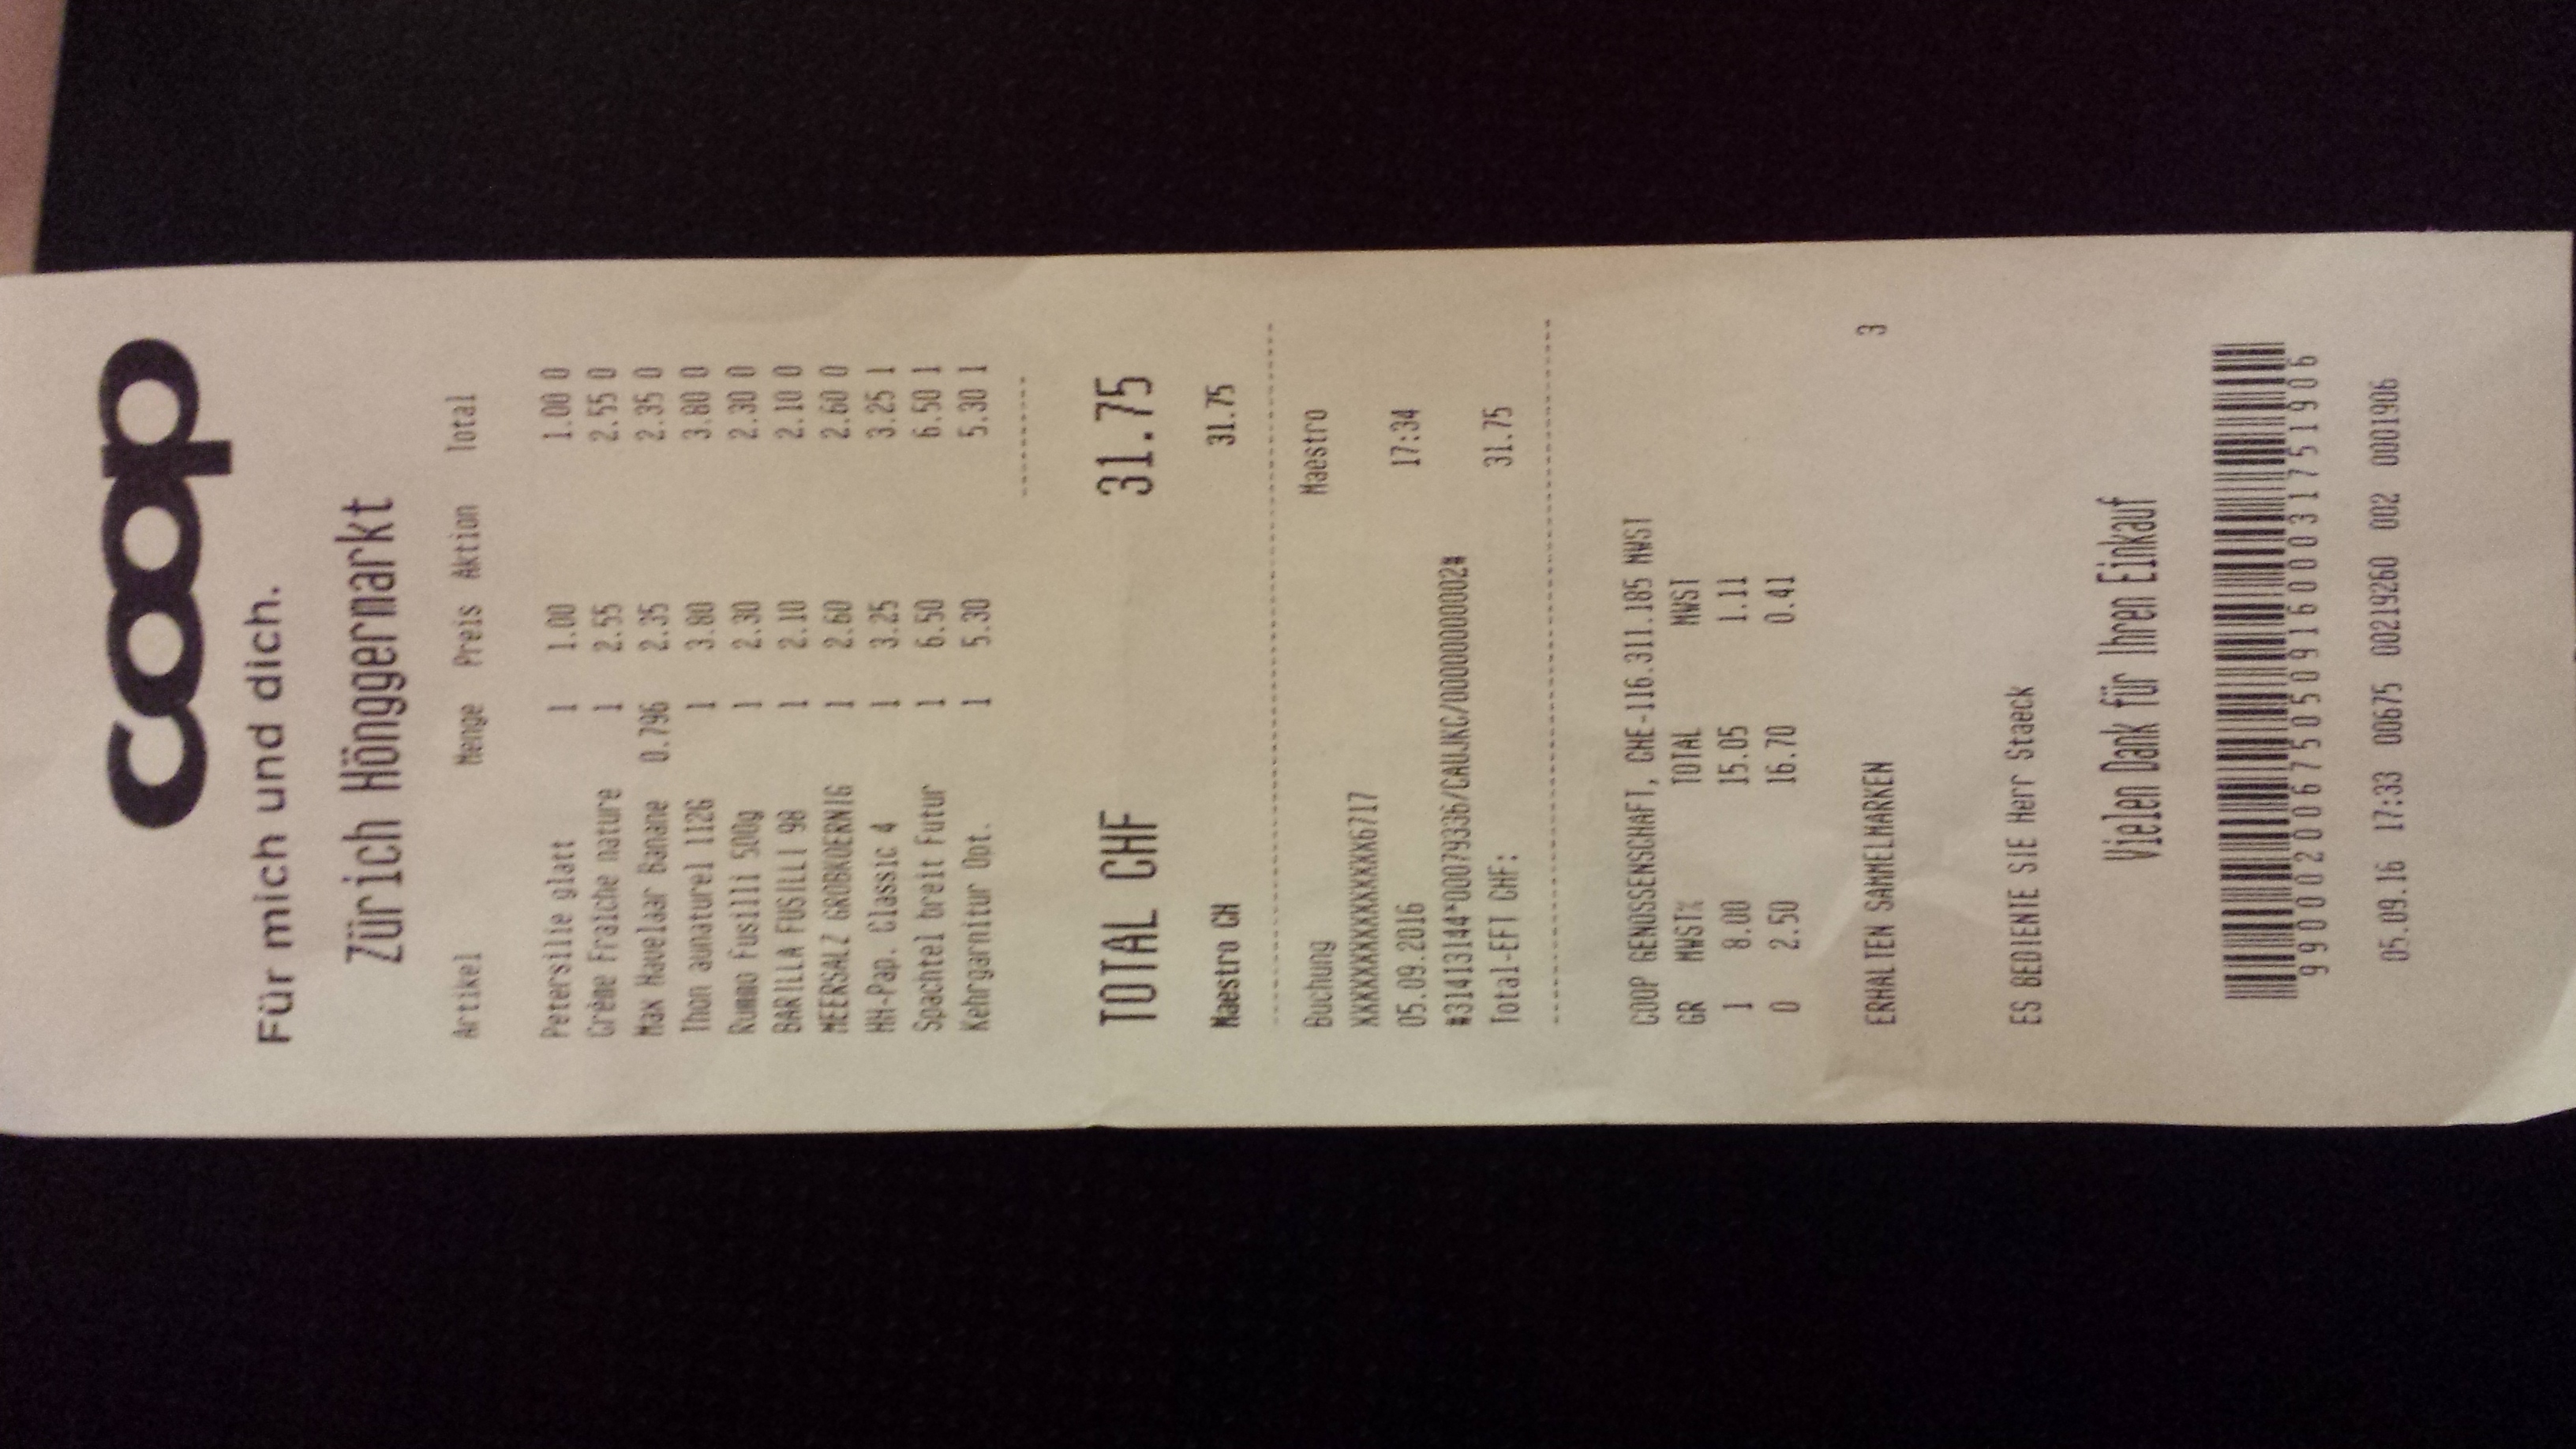 coop
Für mich und dich.
Zürich Hönggermarkt
Artikel Menge Preis Aktion Total
Petersilie glatt 1 1.00 1.00 0
Crème Fraîche nature 1 2.55 2.55 0
Max Havelaar Banane 0.796 2.35 2.35 0
Thon aunaturel 112G 1 3.80 3.80 0
Rummo Fusilli 500g 1 2.30 2.30 0
BARILLA FUSILLI 98 1 2.10 2.10 0
MEERSALZ GROBKOERNIG 1 2.60 2.60 0
HH-Pap. Classic 4 1 3.25 3.25 1
Spachtel breit Futur 1 6.50 6.50 1
Kehrgarnitur Opt. 1 5.30 5.30 1
TOTAL CHF 31.75
Maestro CH 31.75
Buchung Maestro
XXXXXXXXXXXXXXX6717
05.09.2016 17:34
#31413144*00079336/CAUJKC/00000000002#
Total-EFT CHF: 31.75
COOP GENOSSENSCHAFT, CHE-116.311.185 MWST
GR MWST% TOTAL MWST
1 8.00 15.05 1.11
0 2.50 16.70 0.41
ERHALTEN SAMMELMARKEN 3
ES BEDIENTE SIE Herr Staeck
Vielen Dank für Ihren Einkauf
9900020067505091600031751906
05.09.16 17:33 00675 00219260 002 0001906